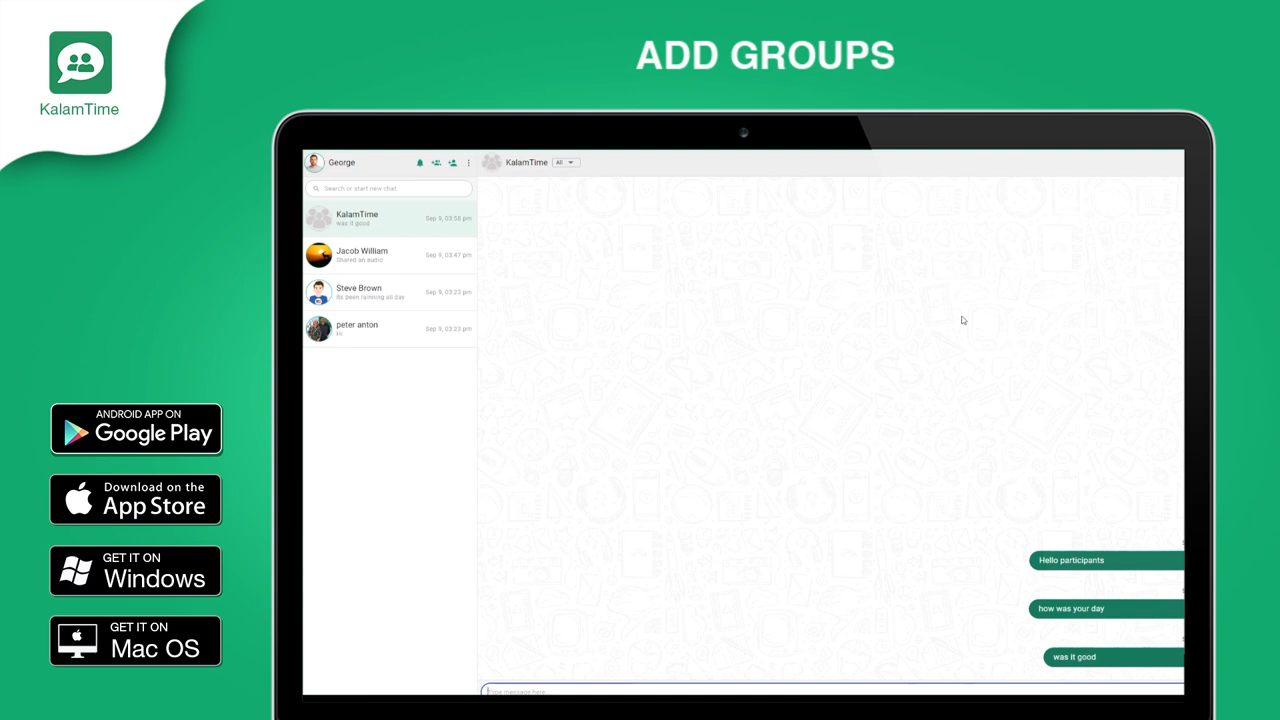 KalamTime
ADD GROUPS
George
Search or start new chat
KalamTime
was it good
Sep 9, 03:58 pm
Jacob William
Shared an audio
Sep 9, 03:47 pm
Steve Brown
its been rainning all day
Sep 9, 03:23 pm
peter anton
Sep 9, 03:23 pm
KalamTime All
Hello participants
how was your day
was it good
Type message here
ANDROID APP ON
Google Play
Download on the
App Store
GET IT ON
Windows
GET IT ON
Mac OS